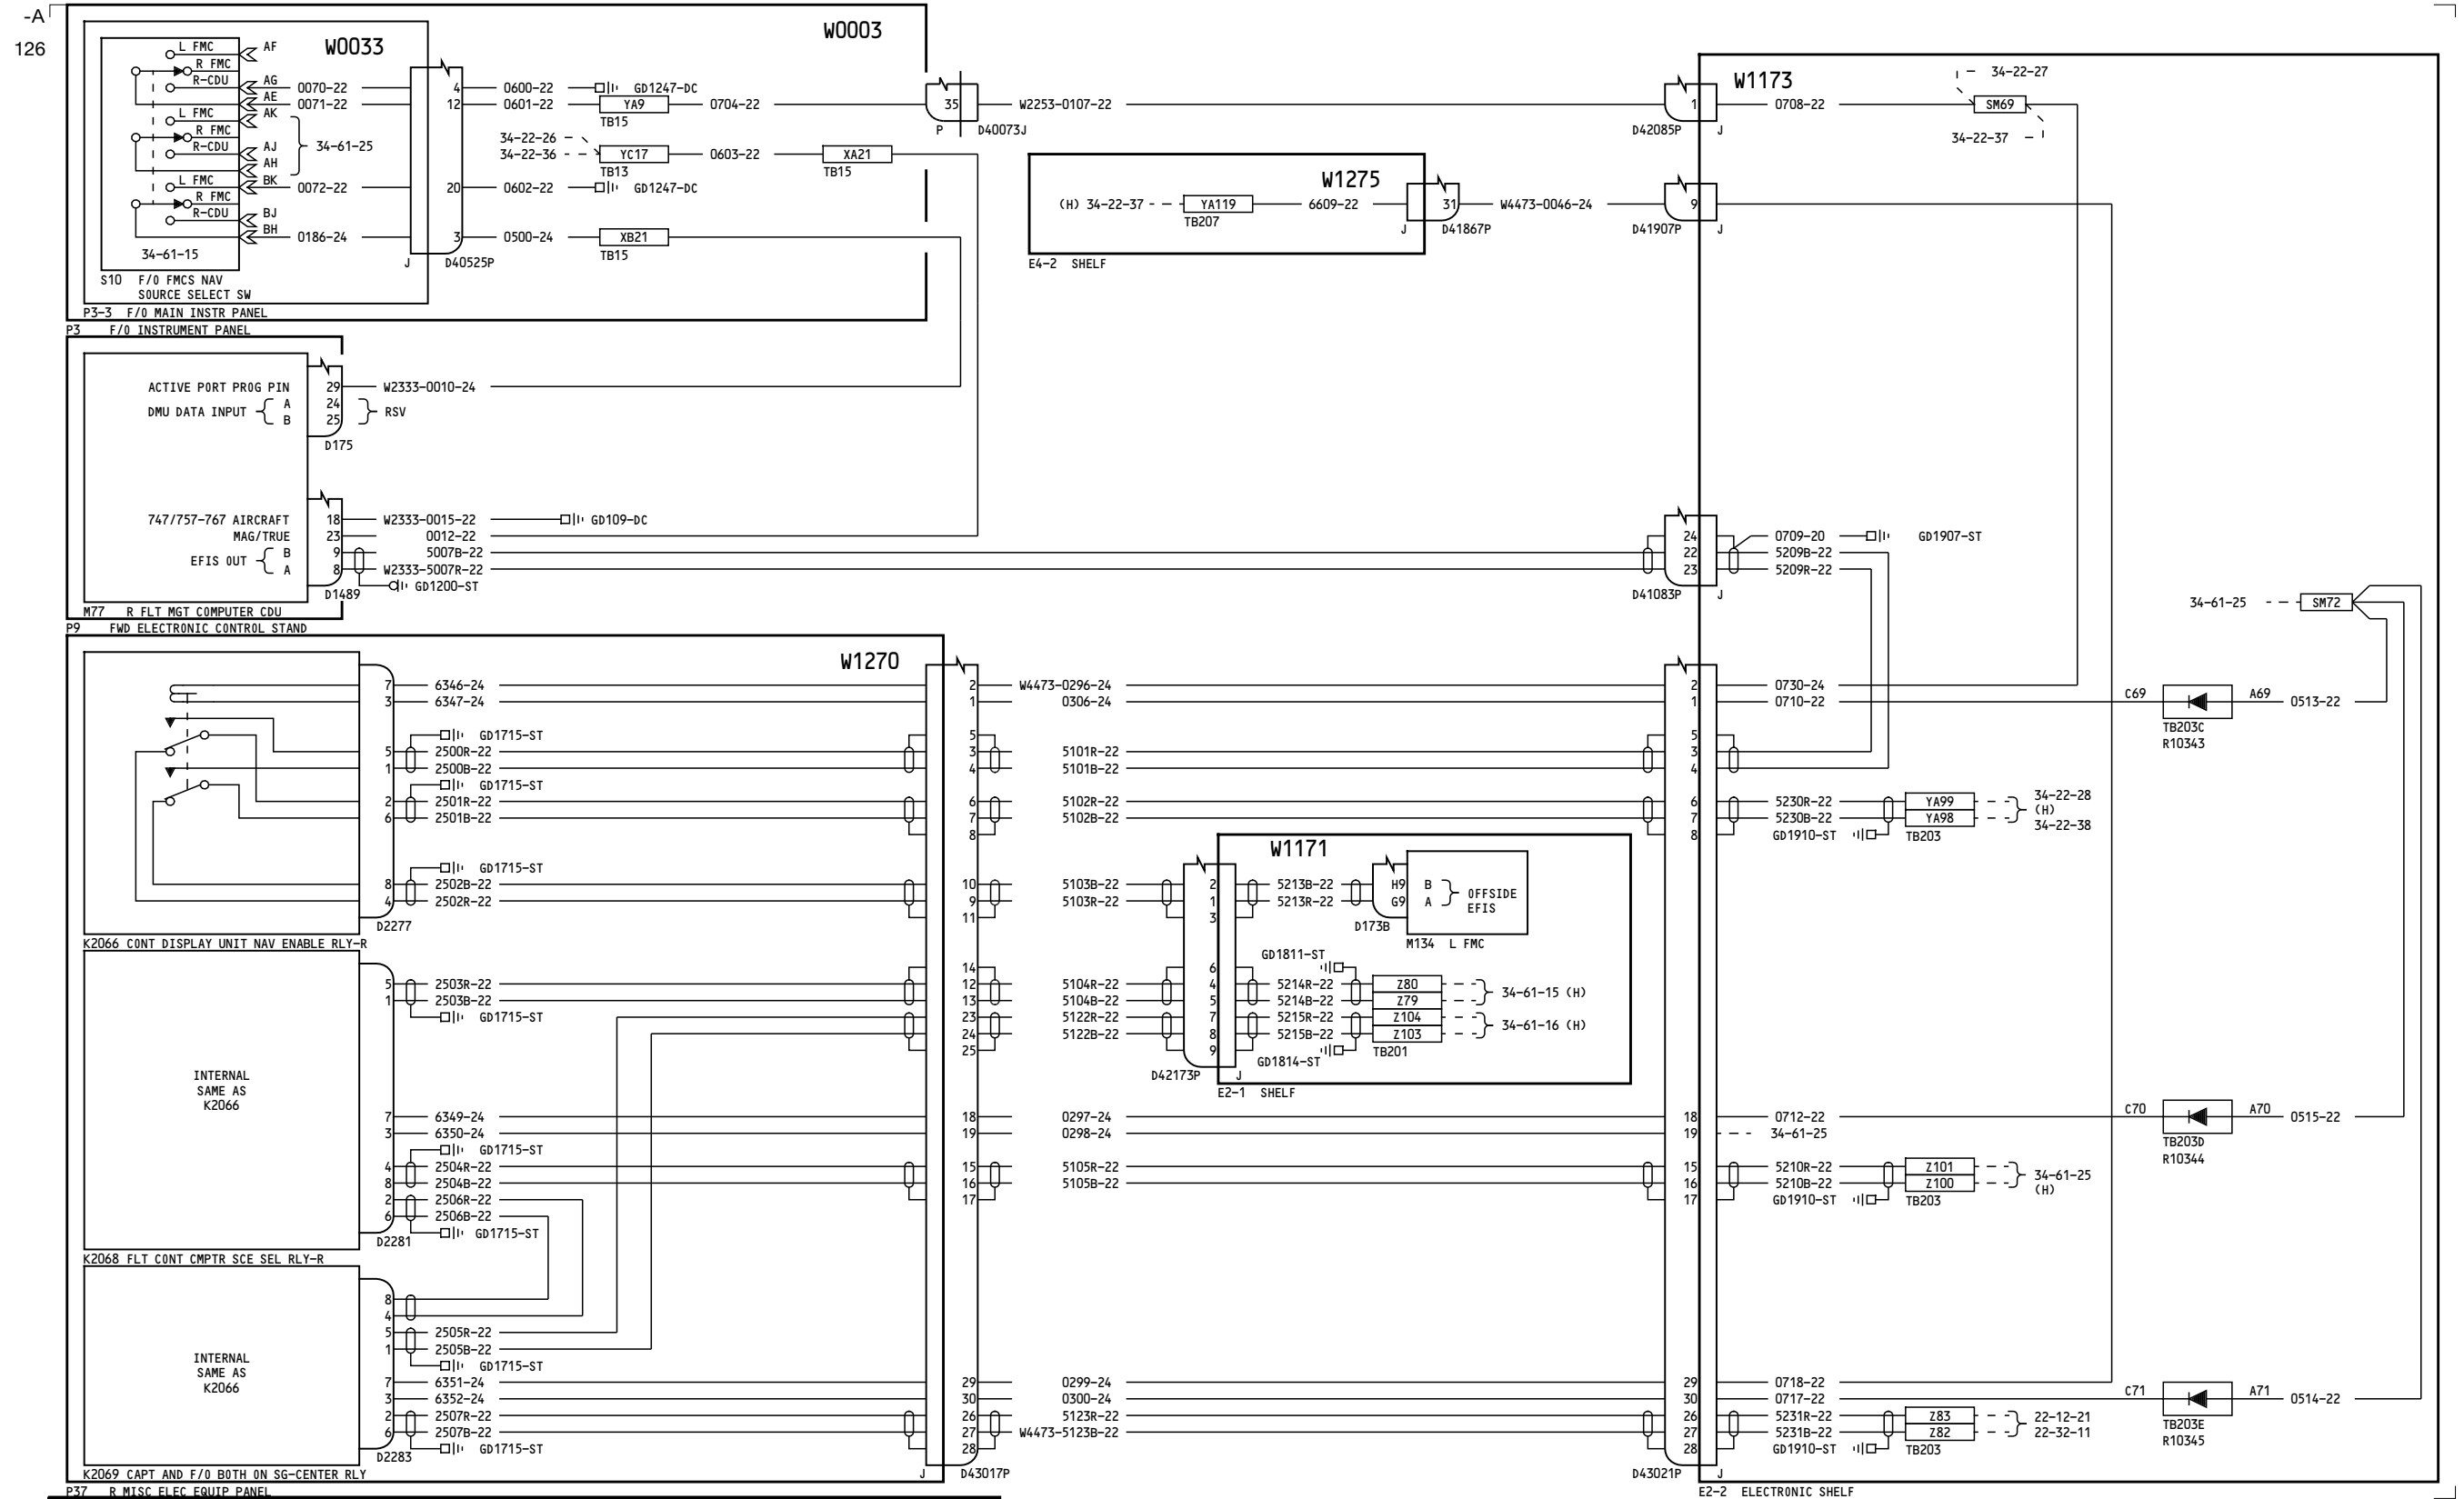 -A
126
W0033
W0003
L FMC AF
R FMC
R-CDU AG 0070-22 4 0600-22 GD1247-DC
AE 0071-22 12 0601-22 YA9 0704-22 35 W2253-0107-22 1 0708-22 SM69
TB15
P D40073J
D42085P J
W1173
34-22-27
34-22-37
L FMC AK
R FMC
R-CDU AJ
AH
34-61-25
34-22-26
34-22-36 YC17 0603-22 XA21
TB13 TB15
L FMC BK 0072-22 20 0602-22 GD1247-DC
R FMC
R-CDU BJ
BH 0186-24 3 0500-24 XB21
TB15
34-61-15
J D40525P
S10 F/O FMCS NAV
SOURCE SELECT SW
P3-3 F/O MAIN INSTR PANEL
P3 F/O INSTRUMENT PANEL
W1275
(H) 34-22-37 YA119 6609-22 31 W4473-0046-24 9
TB207 J D41867P D41907P J
E4-2 SHELF
ACTIVE PORT PROG PIN 29 W2333-0010-24
DMU DATA INPUT A 24 RSV
B 25
D175
747/757-767 AIRCRAFT 18 W2333-0015-22 GD109-DC
MAG/TRUE 23 0012-22 24 0709-20 GD1907-ST
EFIS OUT B 9 5007B-22 22 5209B-22
A 8 W2333-5007R-22 23 5209R-22
GD1200-ST
D1489 D41083P J
M77 R FLT MGT COMPUTER CDU
P9 FWD ELECTRONIC CONTROL STAND
34-61-25 SM72
W1270
7 6346-24 2 W4473-0296-24 2 0730-24
3 6347-24 1 0306-24 1 0710-22 C69 A69 0513-22
TB203C
R10343
GD1715-ST 5 5
5 2500R-22 3 5101R-22 3
1 2500B-22 4 5101B-22 4
GD1715-ST
2 2501R-22 6 5102R-22 6 5230R-22 YA99 34-22-28
(H)
6 2501B-22 7 5102B-22 7 5230B-22 YA98 34-22-38
8 8 GD1910-ST TB203
W1171
GD1715-ST
8 2502B-22 10 5103B-22 2 5213B-22 H9 B OFFSIDE
4 2502R-22 9 5103R-22 1 5213R-22 G9 A EFIS
11 3
D2277 D173B
M134 L FMC
K2066 CONT DISPLAY UNIT NAV ENABLE RLY-R
GD1811-ST
14 6
5 2503R-22 12 5104R-22 4 5214R-22 Z80 34-61-15 (H)
1 2503B-22 13 5104B-22 5 5214B-22 Z79
GD1715-ST 23 5122R-22 7 5215R-22 Z104 34-61-16 (H)
24 5122B-22 8 5215B-22 Z103
25 9 GD1814-ST TB201
D42173P J
E2-1 SHELF
INTERNAL
SAME AS
K2066
7 6349-24 18 0297-24 18 0712-22 C70 A70 0515-22
3 6350-24 19 0298-24 19 34-61-25
TB203D
R10344
GD1715-ST
4 2504R-22 15 5105R-22 15 5210R-22 Z101 34-61-25
8 2504B-22 16 5105B-22 16 5210B-22 Z100 (H)
2 2506R-22 17 17 GD1910-ST TB203
6 2506B-22
GD1715-ST
D2281
K2068 FLT CONT CMPTR SCE SEL RLY-R
8
4
5 2505R-22
1 2505B-22
GD1715-ST
INTERNAL
SAME AS
K2066
7 6351-24 29 0299-24 29 0718-22
3 6352-24 30 0300-24 30 0717-22 C71 A71 0514-22
2 2507R-22 26 5123R-22 26 5231R-22 Z83 22-12-21
6 2507B-22 27 W4473-5123B-22 27 5231B-22 Z82 22-32-11
GD1715-ST 28 28 GD1910-ST TB203
TB203E
R10345
D2283
K2069 CAPT AND F/O BOTH ON SG-CENTER RLY
J D43017P D43021P J
P37 R MISC ELEC EQUIP PANEL
E2-2 ELECTRONIC SHELF